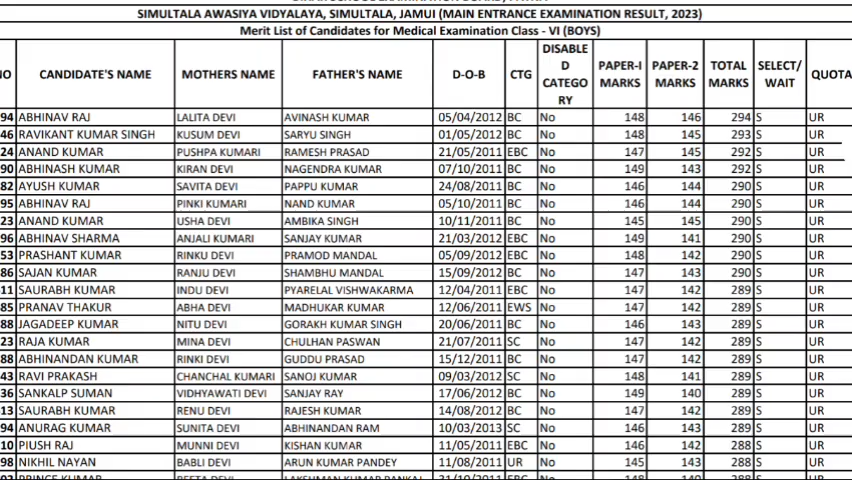 SIMULTALA AWASIYA VIDYALAYA, SIMULTALA, JAMUI (MAIN ENTRANCE EXAMINATION RESULT, 2023)
Merit List of Candidates for Medical Examination Class - VI (BOYS)
NO CANDIDATE'S NAME MOTHERS NAME FATHER'S NAME D-O-B CTG DISABLED CATEGORY PAPER-I MARKS PAPER-2 MARKS TOTAL MARKS SELECT/WAIT QUOTA
94 ABHINAV RAJ LALITA DEVI AVINASH KUMAR 05/04/2012 BC No 148 146 294 S UR
46 RAVIKANT KUMAR SINGH KUSUM DEVI SARYU SINGH 01/05/2012 BC No 148 145 293 S UR
24 ANAND KUMAR PUSHPA KUMARI RAMESH PRASAD 21/05/2011 EBC No 147 145 292 S UR
90 ABHINASH KUMAR KIRAN DEVI NAGENDRA KUMAR 07/10/2011 BC No 149 143 292 S UR
82 AYUSH KUMAR SAVITA DEVI PAPPU KUMAR 24/08/2011 BC No 146 144 290 S UR
95 ABHINAV RAJ PINKI KUMARI NAND KUMAR 05/10/2011 BC No 146 144 290 S UR
23 ANAND KUMAR USHA DEVI AMBIKA SINGH 10/11/2011 BC No 145 145 290 S UR
96 ABHINAV SHARMA ANJALI KUMARI SANJAY KUMAR 21/03/2012 EBC No 149 141 290 S UR
53 PRASHANT KUMAR RINKU DEVI PRAMOD MANDAL 05/09/2012 EBC No 148 142 290 S UR
86 SAJAN KUMAR RANJU DEVI SHAMBHU MANDAL 15/09/2012 BC No 147 143 290 S UR
11 SAURABH KUMAR INDU DEVI PYARELAL VISHWAKARMA 12/04/2011 EBC No 147 142 289 S UR
85 PRANAV THAKUR ABHA DEVI MADHUKAR KUMAR 12/06/2011 EWS No 147 142 289 S UR
88 JAGADEEP KUMAR NITU DEVI GORAKH KUMAR SINGH 20/06/2011 BC No 146 143 289 S UR
23 RAJA KUMAR MINA DEVI CHULHAN PASWAN 21/07/2011 SC No 147 142 289 S UR
88 ABHINANDAN KUMAR RINKI DEVI GUDDU PRASAD 15/12/2011 BC No 147 142 289 S UR
43 RAVI PRAKASH CHANCHAL KUMARI SANOJ KUMAR 09/03/2012 SC No 148 141 289 S UR
36 SANKALP SUMAN VIDHYAWATI DEVI SANJAY RAY 17/06/2012 BC No 149 140 289 S UR
13 SAURABH KUMAR RENU DEVI RAJESH KUMAR 14/08/2012 BC No 147 142 289 S UR
94 ANURAG KUMAR SUNITA DEVI ABHINANDAN RAM 10/03/2013 SC No 146 143 289 S UR
10 PIUSH RAJ MUNNI DEVI KISHAN KUMAR 11/05/2011 EBC No 146 142 288 S UR
98 NIKHIL NAYAN BABLI DEVI ARUN KUMAR PANDEY 11/08/2011 UR No 145 143 288 S UR